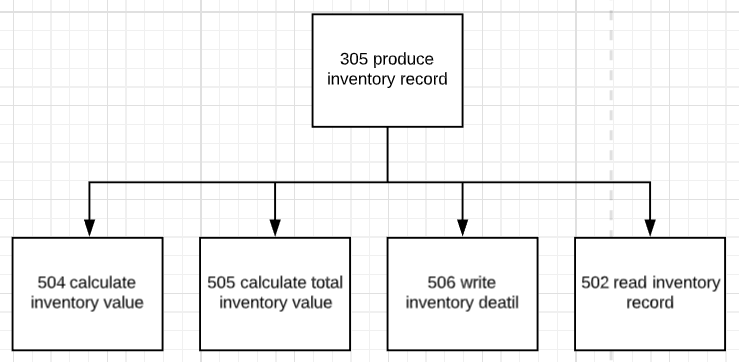 305 produce
inventory record
504 calculate
inventory value
505 calculate total
inventory value
506 write
inventory deatil
502 read inventory
record